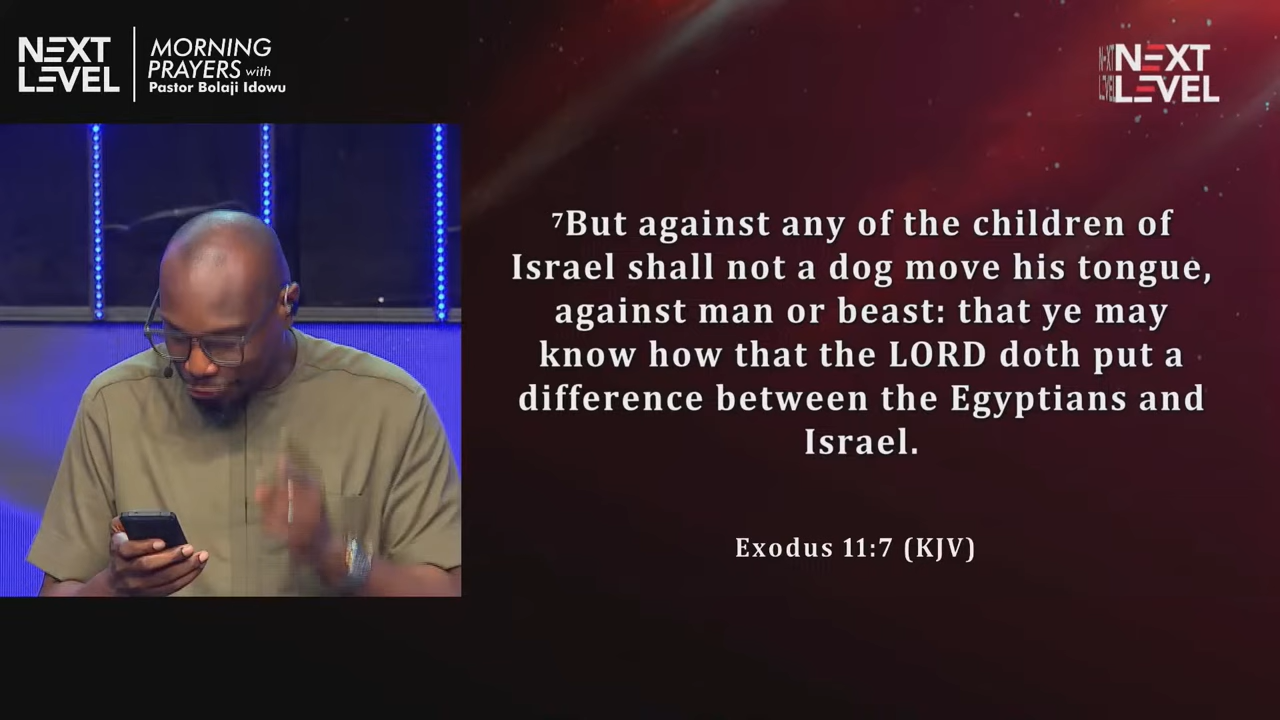 NEXT
LEVEL
MORNING
PRAYERS with
Pastor Bolaji Idowu
NEXT
LEVEL
⁷But against any of the children of
Israel shall not a dog move his tongue,
against man or beast: that ye may
know how that the LORD doth put a
difference between the Egyptians and
Israel.
Exodus 11:7 (KJV)